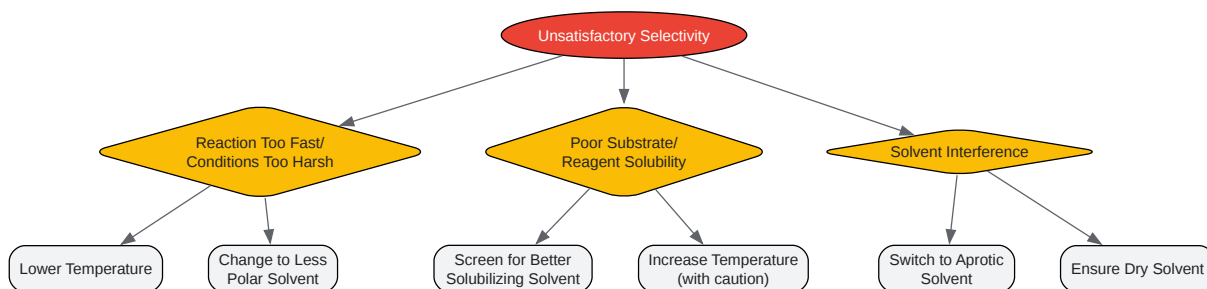 Unsatisfactory Selectivity
Reaction Too Fast/
Conditions Too Harsh
Poor Substrate/
Reagent Solubility
Solvent Interference
Lower Temperature
Change to Less
Polar Solvent
Screen for Better
Solubilizing Solvent
Increase Temperature
(with caution)
Switch to Aprotic
Solvent
Ensure Dry Solvent